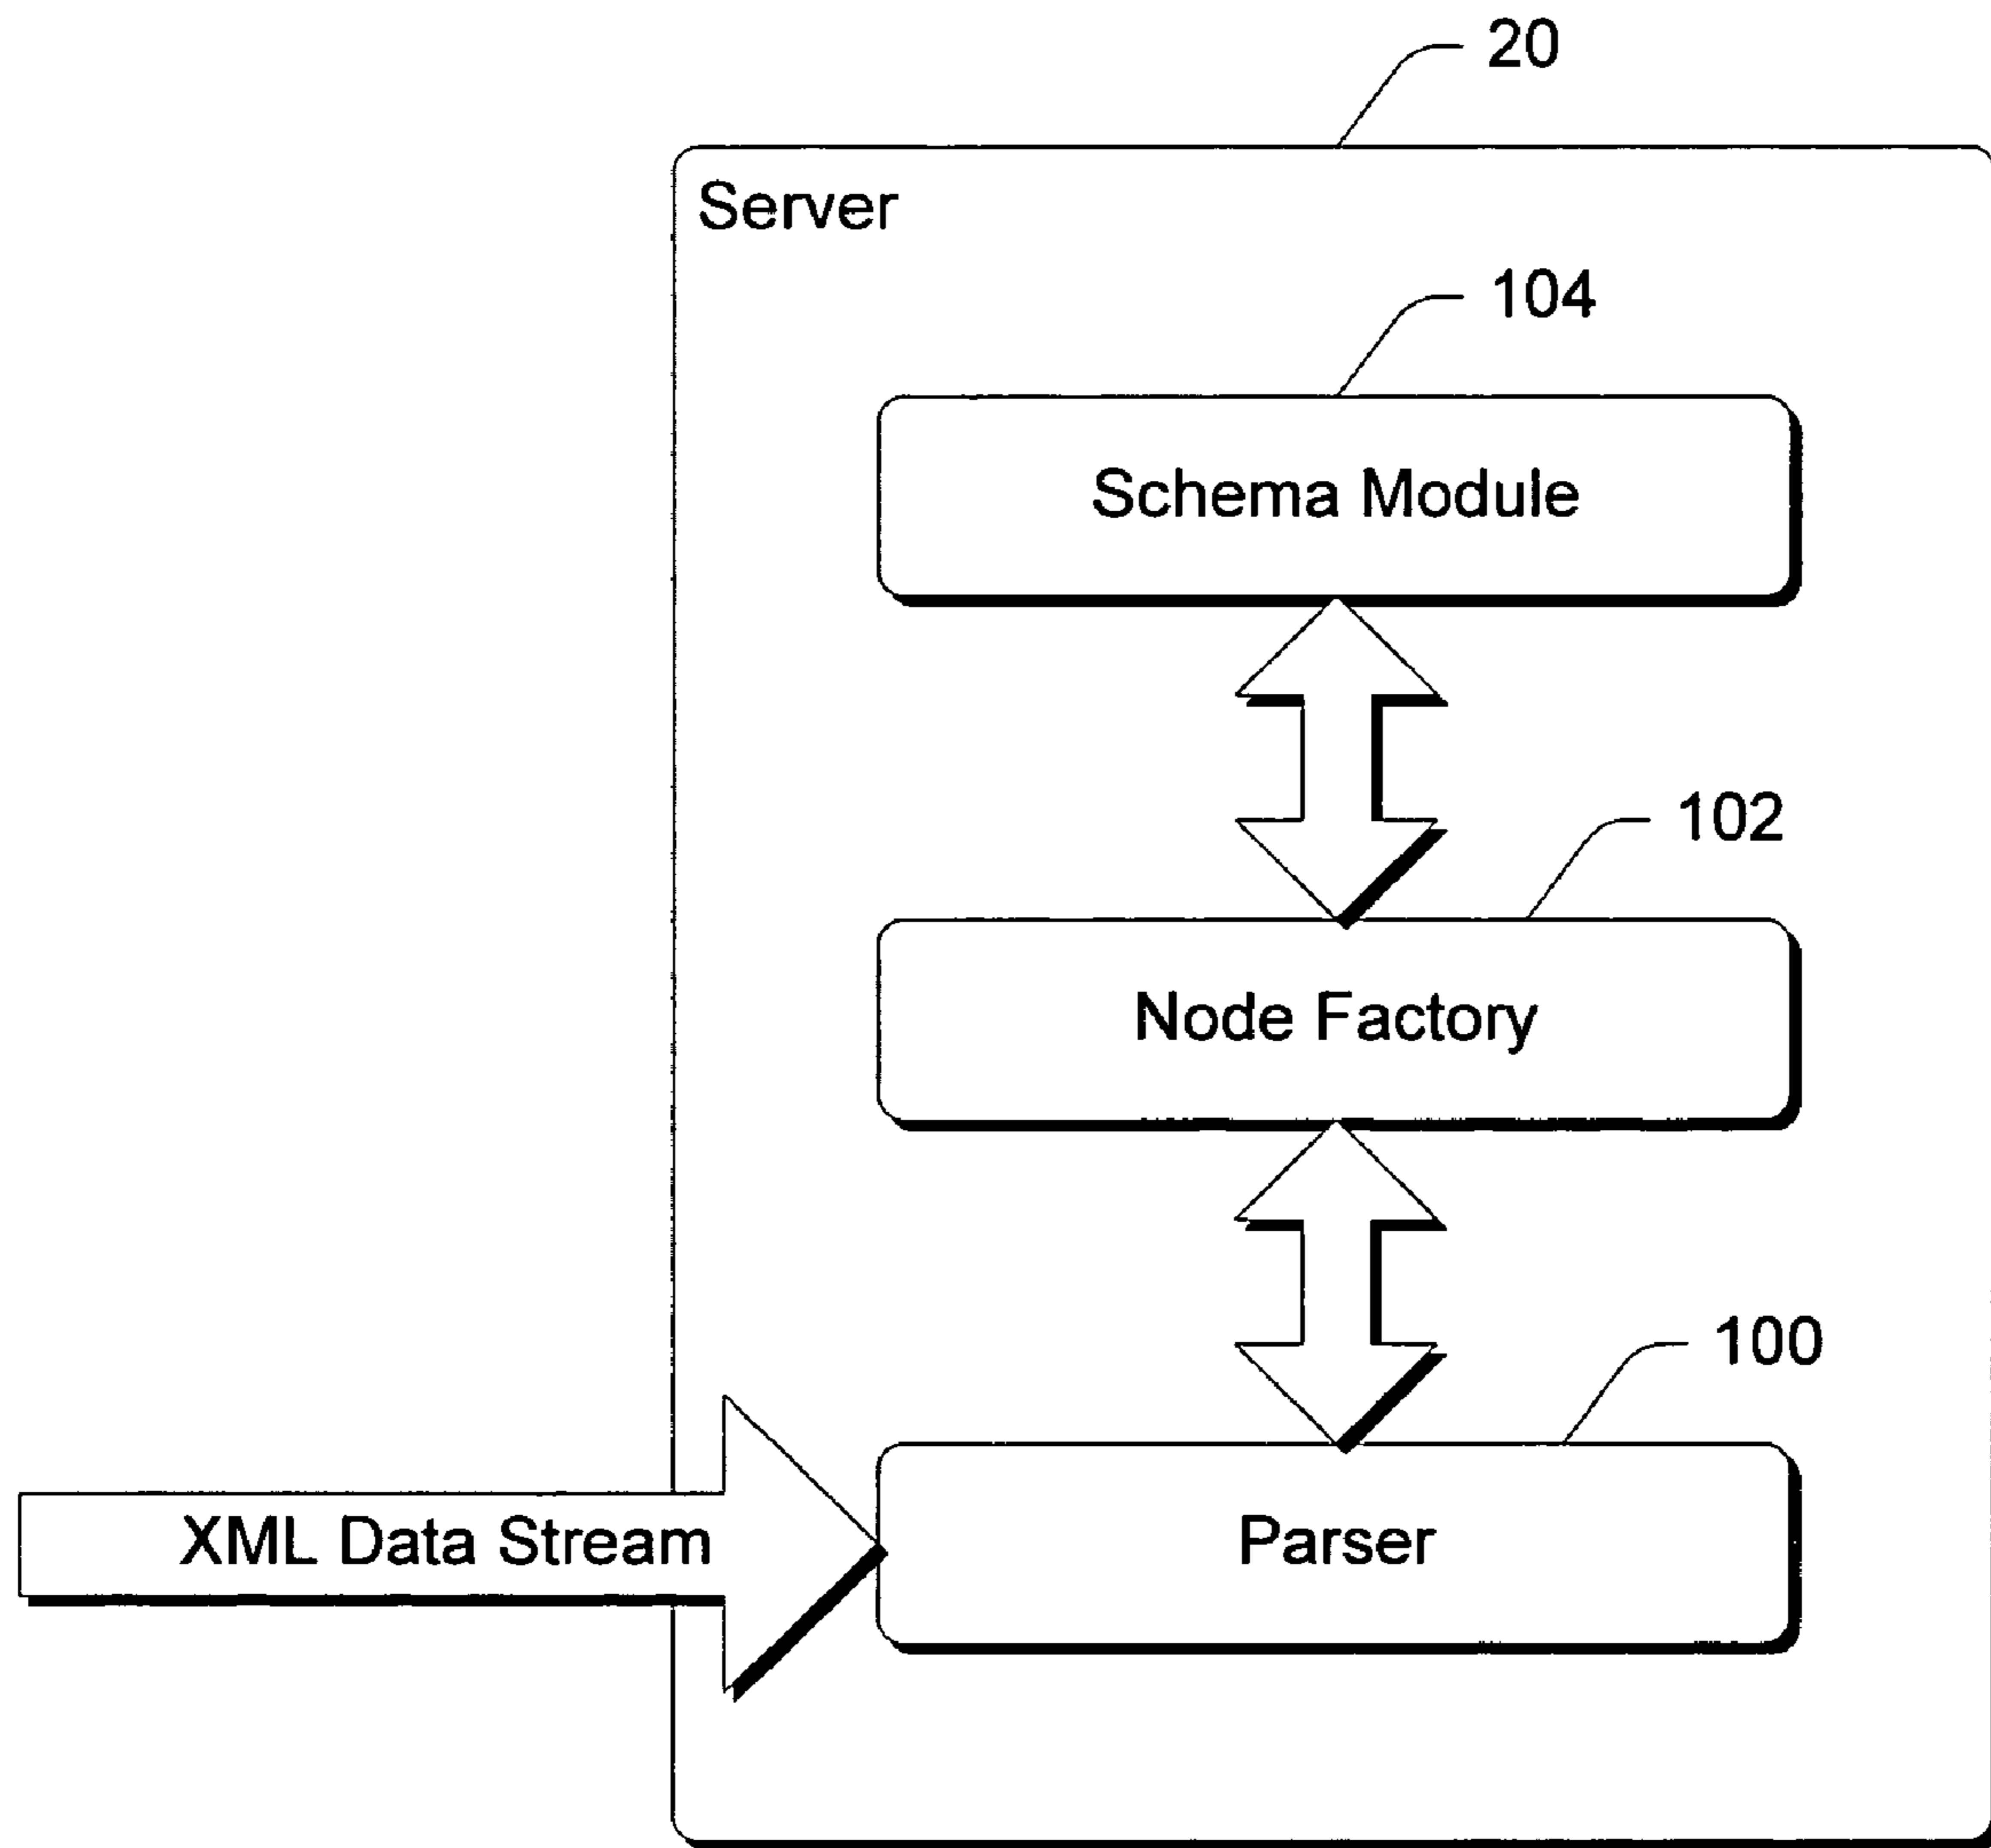 20
Server
104
Schema Module
102
Node Factory
100
XML Data Stream
Parser